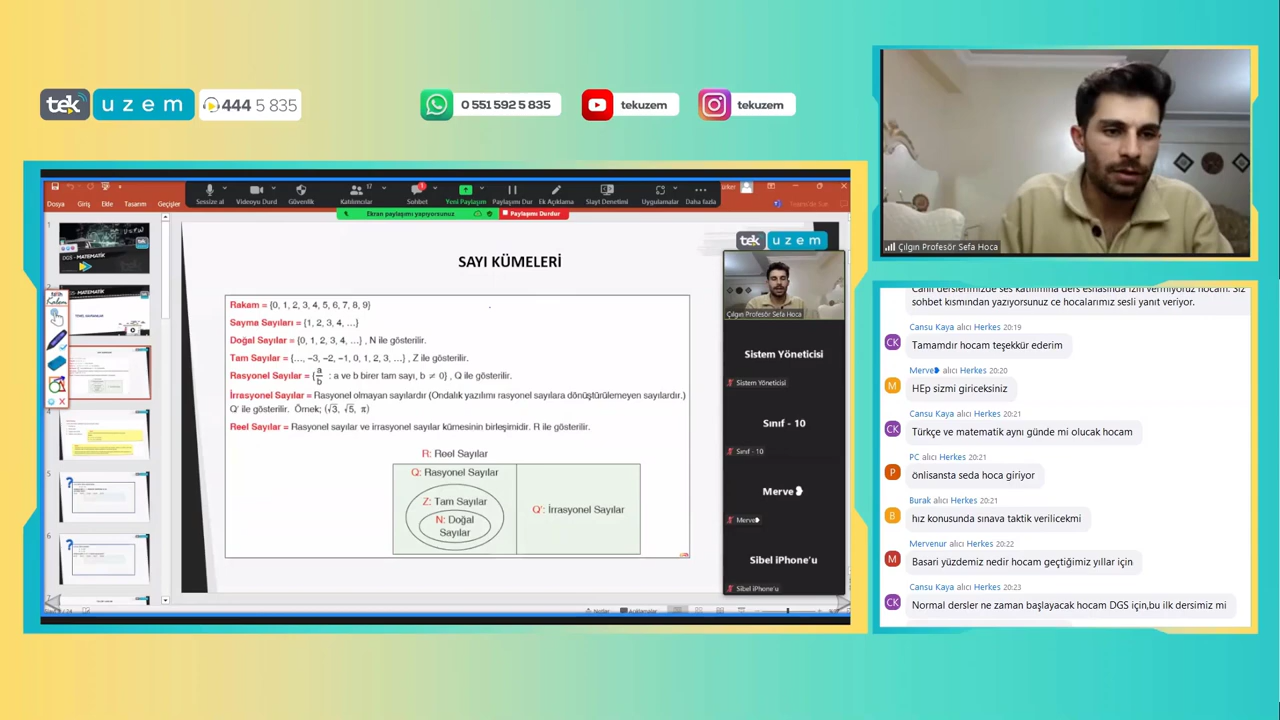 tek uzem 444 5 835
0 551 592 5 835
tekuzem
tekuzem
Dosya Giriş Ekle Tasarım Geçişler
Sessize al Videoyu Durd Güvenlik Katılımcılar 17 Sohbet 1 Yeni Paylaşım Paylaşımı Dur Ek Açıklama Slayt Denetimi Uygulamalar Daha fazla
Ekran paylaşımı yapıyorsunuz Paylaşımı Durdur
tek uzem
SAYI KÜMELERİ
Rakam = {0, 1, 2, 3, 4, 5, 6, 7, 8, 9}
Sayma Sayıları = {1, 2, 3, 4, ...}
Doğal Sayılar = {0, 1, 2, 3, 4, ...} , N ile gösterilir.
Tam Sayılar = {..., −3, −2, −1, 0, 1, 2, 3, ...} , Z ile gösterilir.
Rasyonel Sayılar = {a/b : a ve b birer tam sayı, b ≠ 0} , Q ile gösterilir.
İrrasyonel Sayılar = Rasyonel olmayan sayılardır (Ondalık yazılımı rasyonel sayılara dönüştürülemeyen sayılardır.)
Q' ile gösterilir. Örnek; (√3, √5, π)
Reel Sayılar = Rasyonel sayılar ve irrasyonel sayılar kümesinin birleşimidir. R ile gösterilir.
R: Reel Sayılar
Q: Rasyonel Sayılar
Z: Tam Sayılar
N: Doğal
Sayılar
Q': İrrasyonel Sayılar
1
4
5
6
Çılgın Profesör Sefa Hoca
Sistem Yöneticisi
Sistem Yöneticisi
Sınıf - 10
Sınıf - 10
Merve
Merve
Sibel iPhone'u
Sibel iPhone'u
Notlar Açıklamalar
Çılgın Profesör Sefa Hoca
Canlı derslerimizde ses katılımına ders esnasında izin vermiyoruz hocam. Siz
sohbet kısmından yazıyorsunuz ce hocalarımız sesli yanıt veriyor.
Cansu Kaya alıcı Herkes 20:19
CK Tamamdır hocam teşekkür ederim
Merve alıcı Herkes 20:20
M HEp sizmi giriceksiniz
Cansu Kaya alıcı Herkes 20:21
CK Türkçe ve matematik aynı günde mi olucak hocam
PC alıcı Herkes 20:21
P önlisansta seda hoca giriyor
Burak alıcı Herkes 20:21
B hız konusunda sınava taktik verilicekmi
Mervenur alıcı Herkes 20:22
M Basari yüzdemiz nedir hocam geçtiğimiz yıllar için
Cansu Kaya alıcı Herkes 20:23
CK Normal dersler ne zaman başlayacak hocam DGS için,bu ilk dersimiz mi